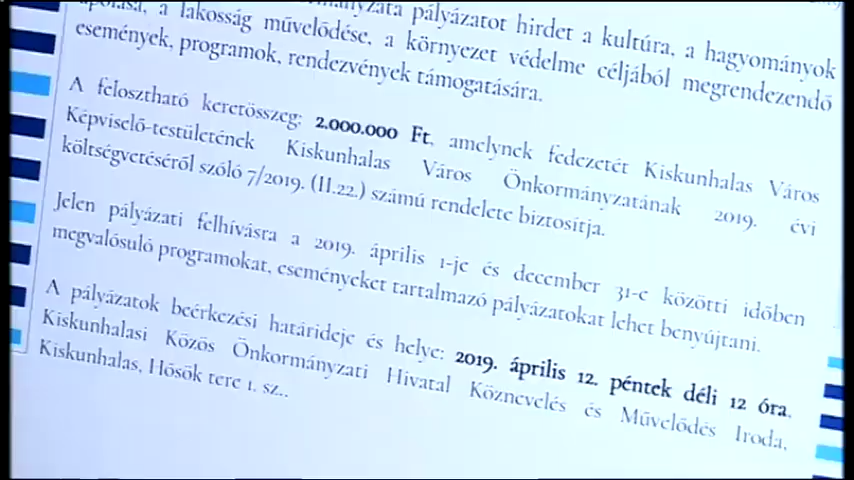 pályázatot hirdet a kultúra, a hagyományok
a lakosság művelődése, a környezet védelme céljából megrendezendő
események, programok, rendezvények támogatására.
A felosztható keretösszeg: 2.000.000 Ft, amelynek fedezetét Kiskunhalas Város
Képviselő-testületének Kiskunhalas Város Önkormányzatának 2019. évi
költségvetéséről szóló 7/2019. (II.22.) számú rendelete biztosítja.
Jelen pályázati felhívásra a 2019. április 1-je és december 31-e közötti időben
megvalósuló programokat, eseményeket tartalmazó pályázatokat lehet benyújtani.
A pályázatok beérkezési határideje és helye: 2019. április 12. péntek déli 12 óra.
Kiskunhalasi Közös Önkormányzati Hivatal Köznevelés és Művelődés Iroda,
Kiskunhalas, Hősök tere 1. sz..